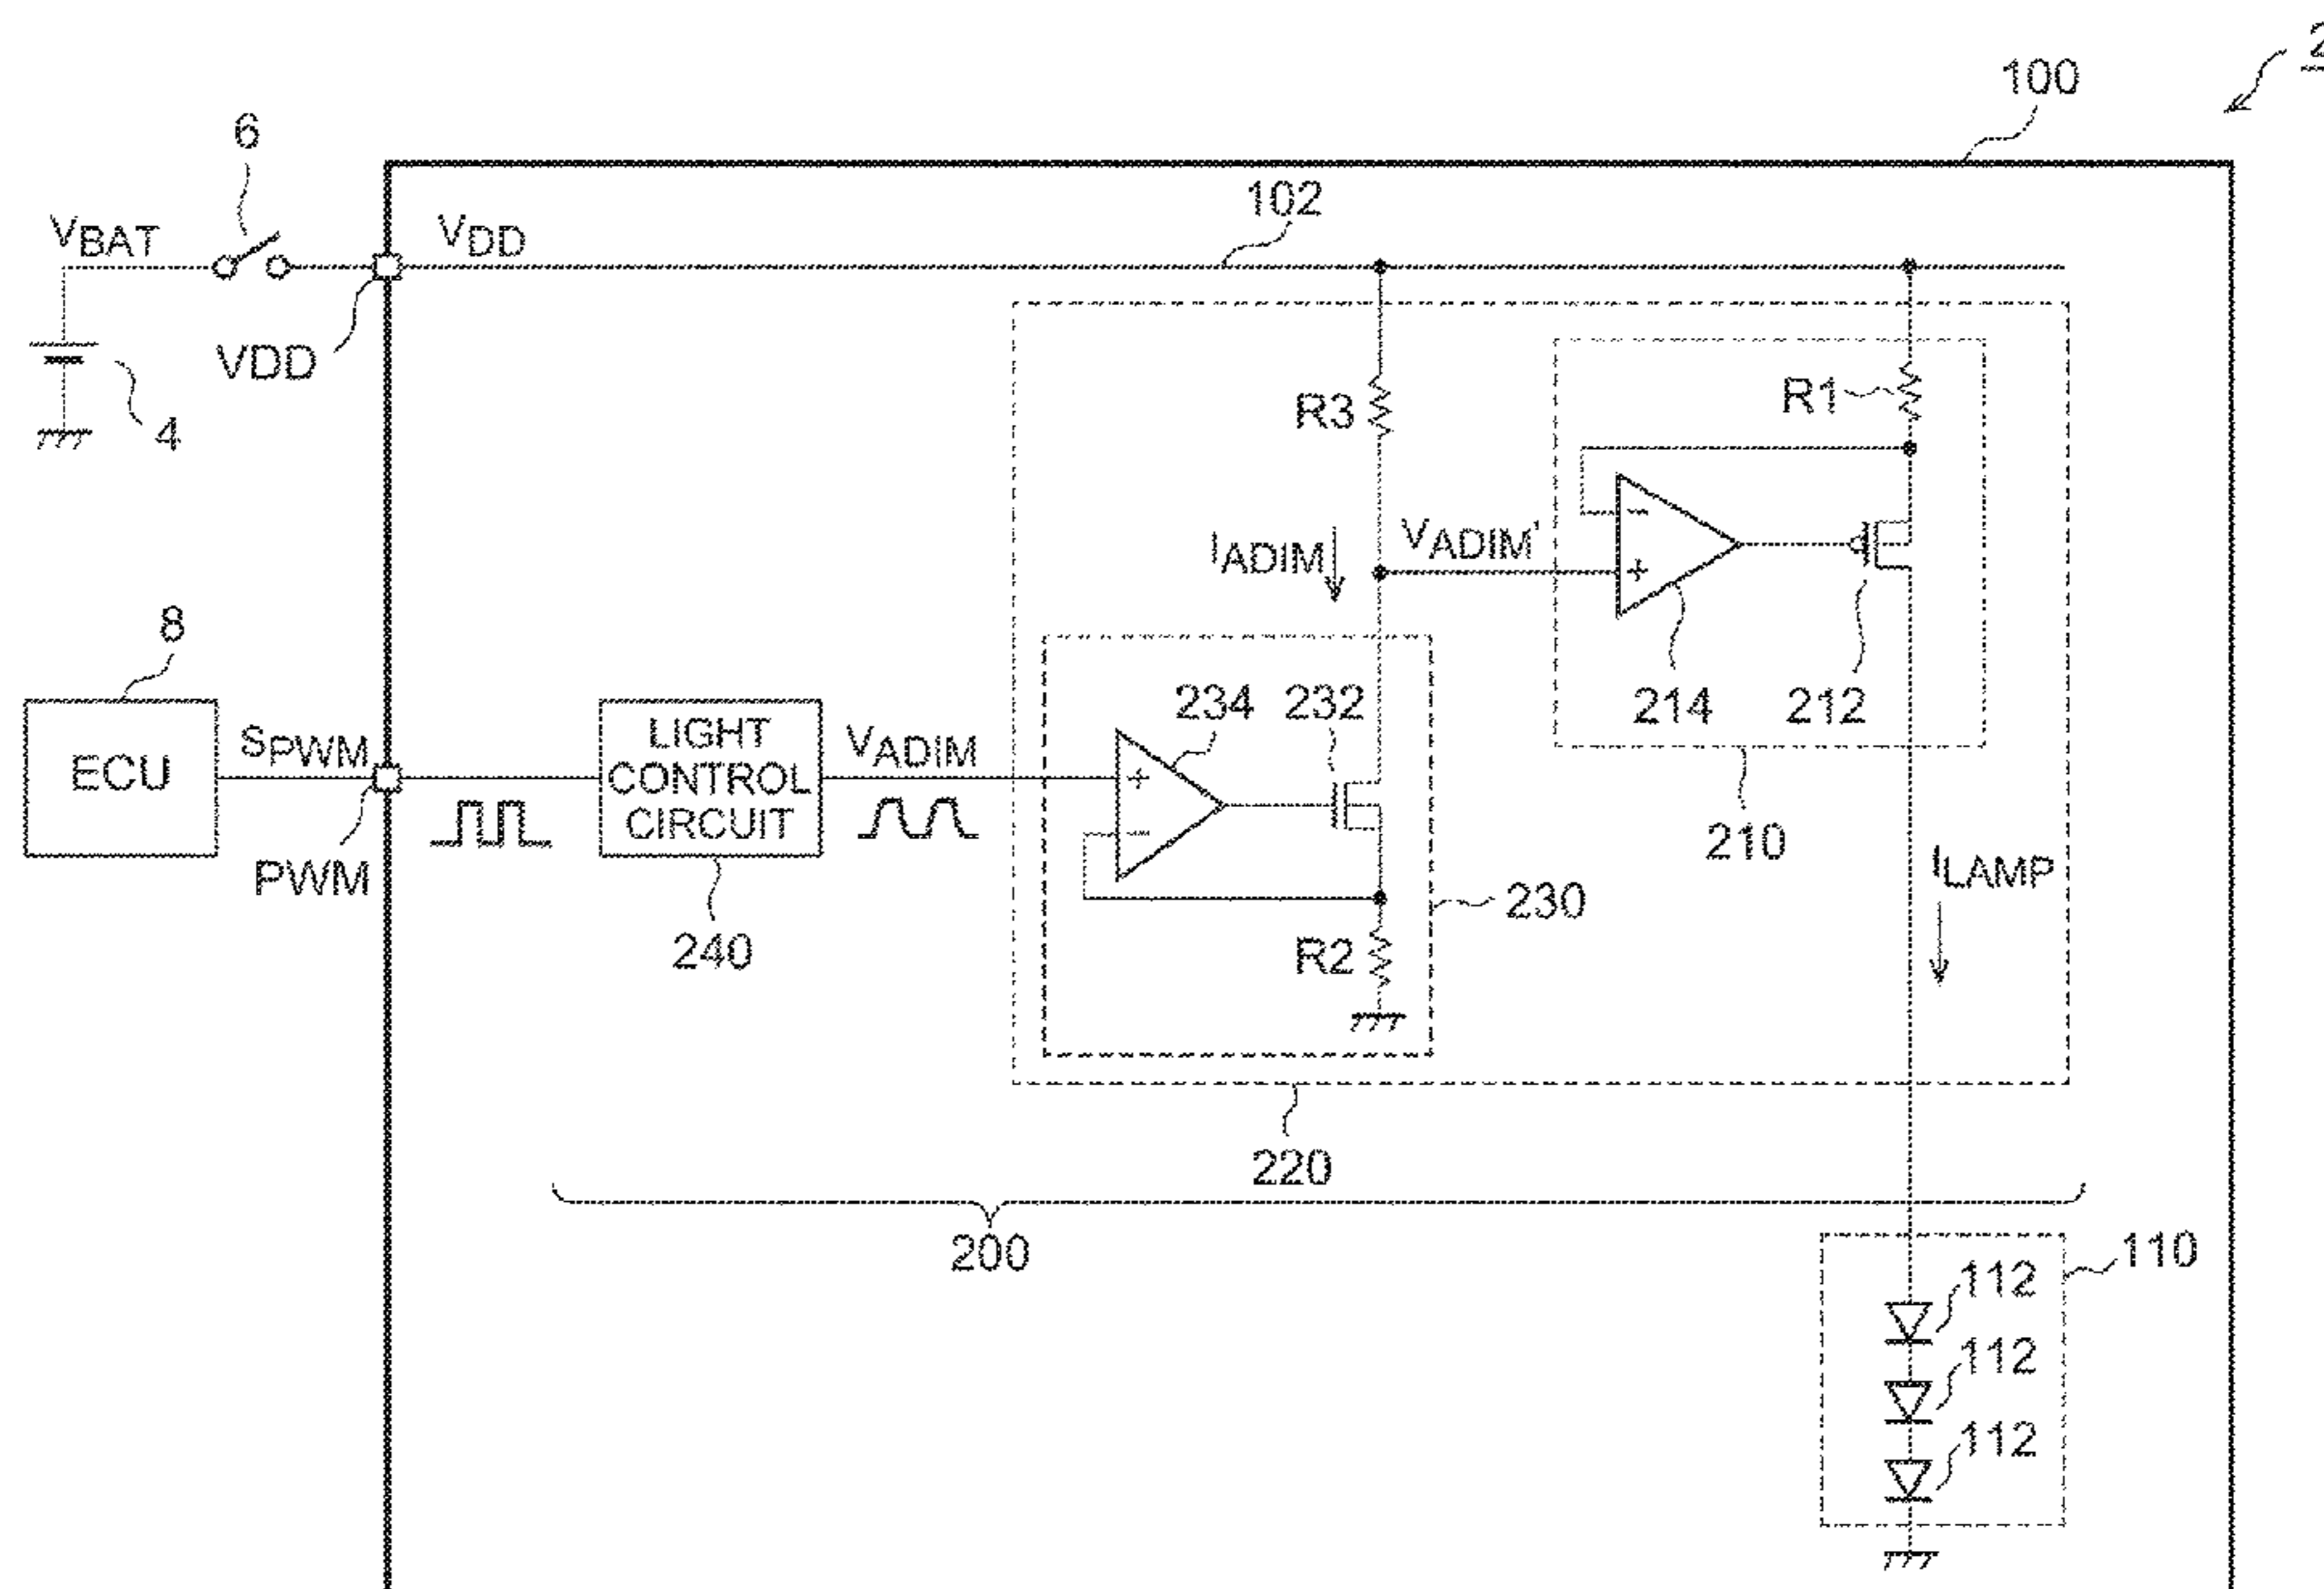 2
100
6
102
VBAT
VDD
VDD
4
R3
R1
IADIM
VADIM'
214
212
210
8
ECU
SPWM
PWM
LIGHT
CONTROL
CIRCUIT
240
VADIM
234
232
+
−
+
−
230
R2
ILAMP
220
200
110
112
112
112